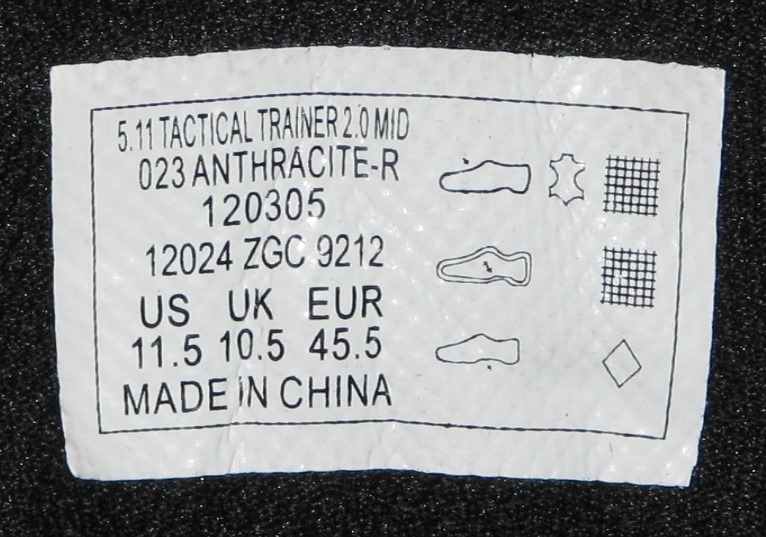 5.11 TACTICAL TRAINER 2.0 MID
023 ANTHRACITE-R
120305
12024 ZGC 9212
US UK EUR
11.5 10.5 45.5
MADE IN CHINA